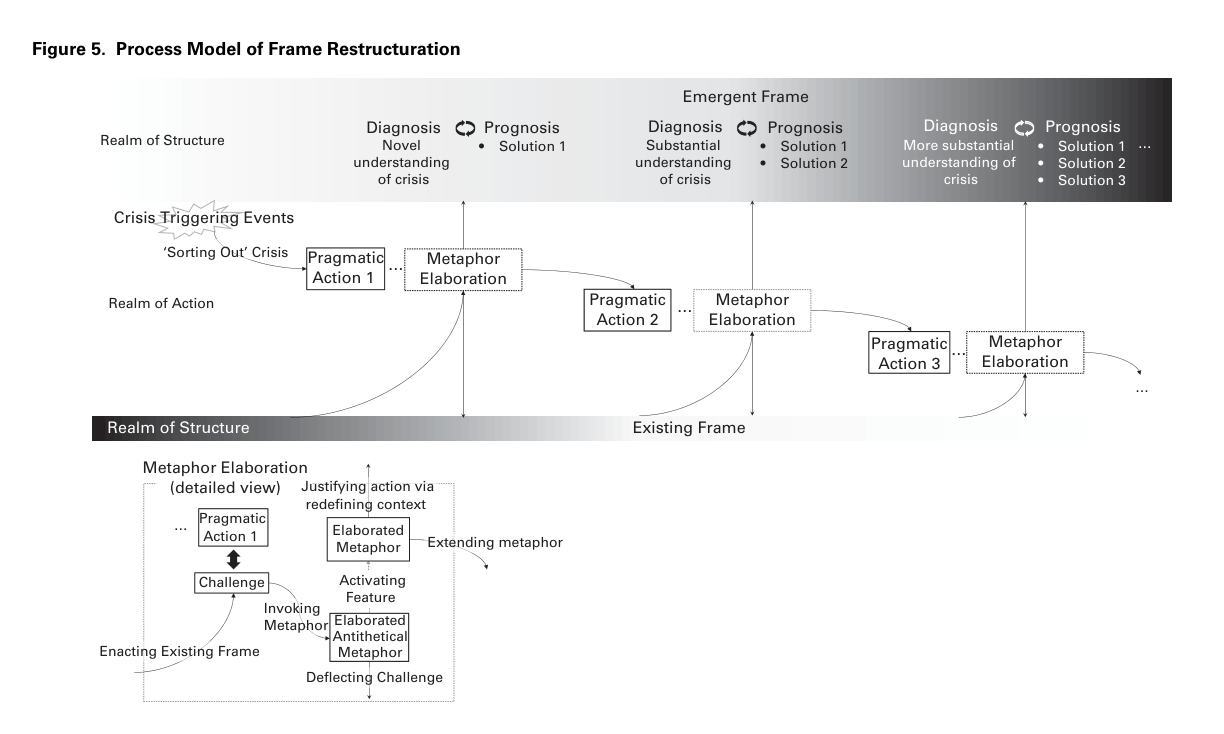 Figure 5. Process Model of Frame Restructuration
Emergent Frame
Realm of Structure
Diagnosis
Novel
understanding
of crisis
Prognosis
• Solution 1
Diagnosis
Substantial
understanding
of crisis
Prognosis
• Solution 1
• Solution 2
Diagnosis
More substantial
understanding of
crisis
Prognosis
• Solution 1 ...
• Solution 2
• Solution 3
Crisis Triggering Events
‘Sorting Out’ Crisis
Realm of Action
Pragmatic
Action 1
...
Metaphor
Elaboration
Pragmatic
Action 2
...
Metaphor
Elaboration
Pragmatic
Action 3
...
Metaphor
Elaboration
...
Realm of Structure
Existing Frame
Metaphor Elaboration
(detailed view)
...
Pragmatic
Action 1
Challenge
Enacting Existing Frame
Invoking
Metaphor
Justifying action via
redefining context
Elaborated
Metaphor
Extending metaphor
Activating
Feature
Elaborated
Antithetical
Metaphor
Deflecting Challenge